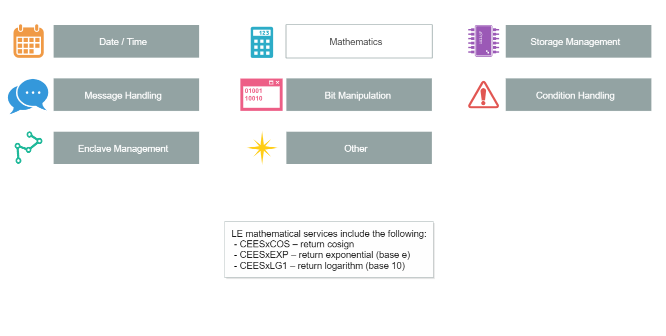 Date / Time
123
Mathematics
Storage Management
Message Handling
01001
10010
Bit Manipulation
Condition Handling
Enclave Management
Other
LE mathematical services include the following:
- CEESxCOS – return cosign
- CEESxEXP – return exponential (base e)
- CEESxLG1 – return logarithm (base 10)